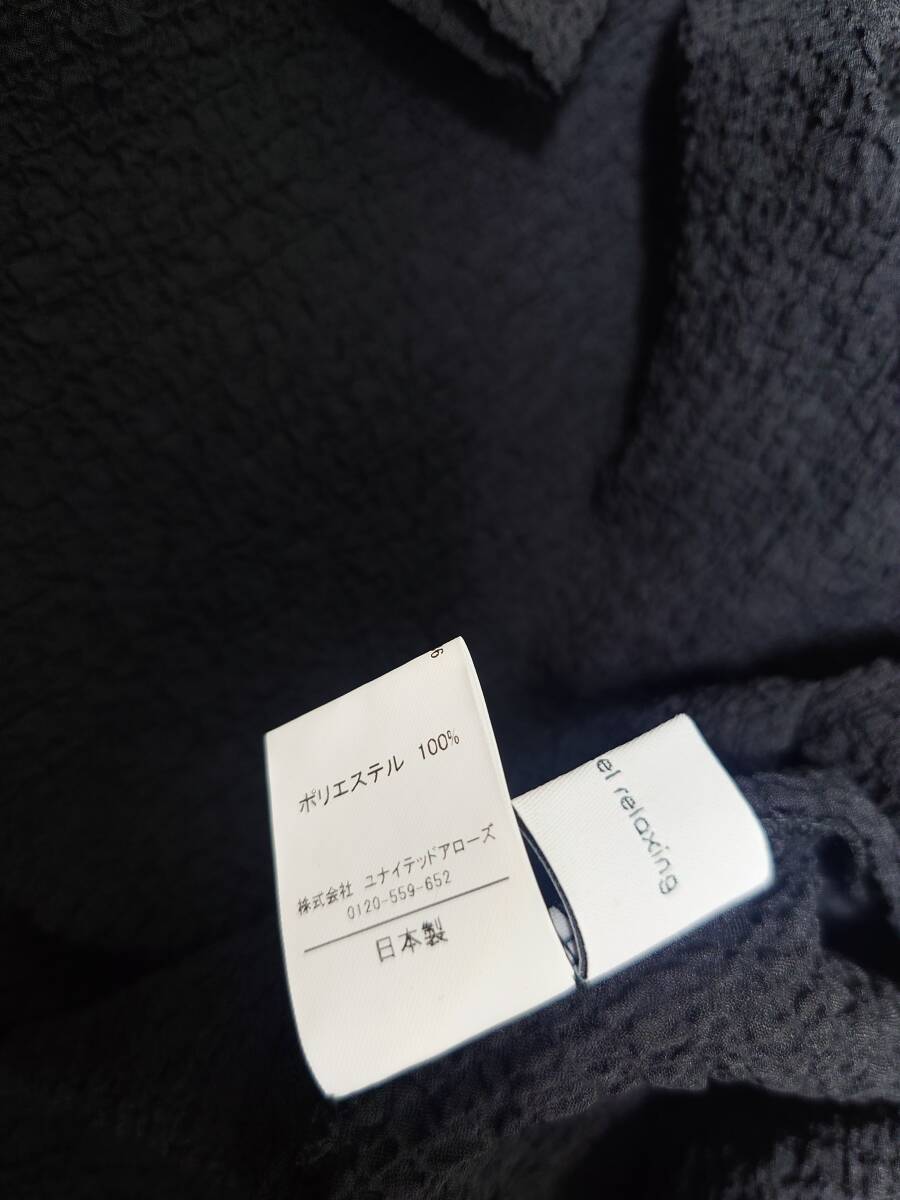 6
ポリエステル 100%
株式会社 ユナイテッドアローズ
0120-559-652
日本製
el relaxing